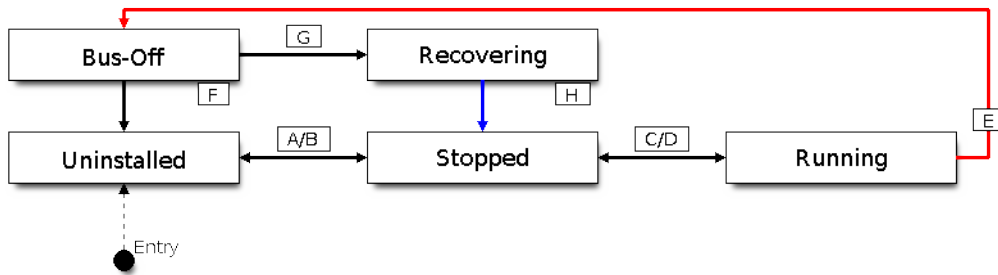 G
Bus-Off
Recovering
F
H
E
A/B
C/D
Uninstalled
Stopped
Running
Entry